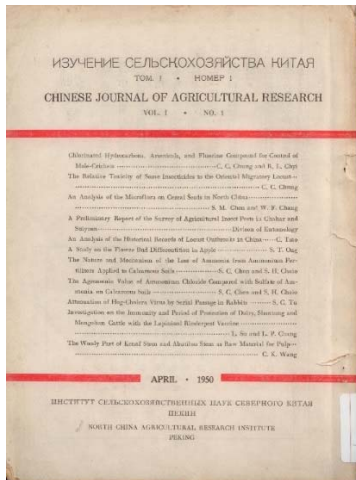 ИЗУЧЕНИЕ СЕЛЬСКОХОЗЯЙСТВА КИТАЯ
ТОМ. 1 • НОМЕР 1
CHINESE JOURNAL OF AGRICULTURAL RESEARCH
VOL. 1 • NO. 1
Chlorinated Hydrocarbons, Arsenicals, and Fluorine Compound for Control of
Mole-Crickets ---- C. C. Chang and
The Relative Toxicity of Some Insecticides to the Oriental Migratory Locust--
---- C. C. Chang
An Analysis of the Microflora on Cereal Seeds in North China----
---- S. M. Chen and W. F. Chang
A Preliminary Report of the Survey of Agricultural Insect Pests in Chahar and
Suiyuan ---- Division of Entomology
An Analysis of the Historical Records of Locust Outbreaks in China ---- C. Tsao
A Study on the Flower Bud Differentiation in Apple ---- S. T. Ong
The Nature and Mechanism of the Loss of Ammonia from Ammonium Fer-
tilizers Applied to Calcareous Soils ---- S. C. Chen and S. H. Chain
The Agronomic Value of Ammonium Chloride Compared with Sulfate of Am-
monia on Calcareous Soils ---- S. C. Chen and S. H. Chain
Attenuation of Hog-Cholera Virus by Serial Passage in Rabbits ---- S. C. Tu
Investigation on the Immunity and Period of Protection of Dairy, Shantung and
Mongolian Cattle with the Lapinized Rinderpest Vaccine ----
---- and L. P. Chang
The Woody Part of Kenaf Stem and Abutilon Stem as Raw Material for Pulp--
---- C. K. Wang
APRIL • 1950
ИНСТИТУТ СЕЛЬСКОХОЗЯЙСТВЕННЫХ НАУК СЕВЕРНОГО КИТАЯ
ПЕКИН
NORTH CHINA AGRICULTURAL RESEARCH INSTITUTE
PEKING